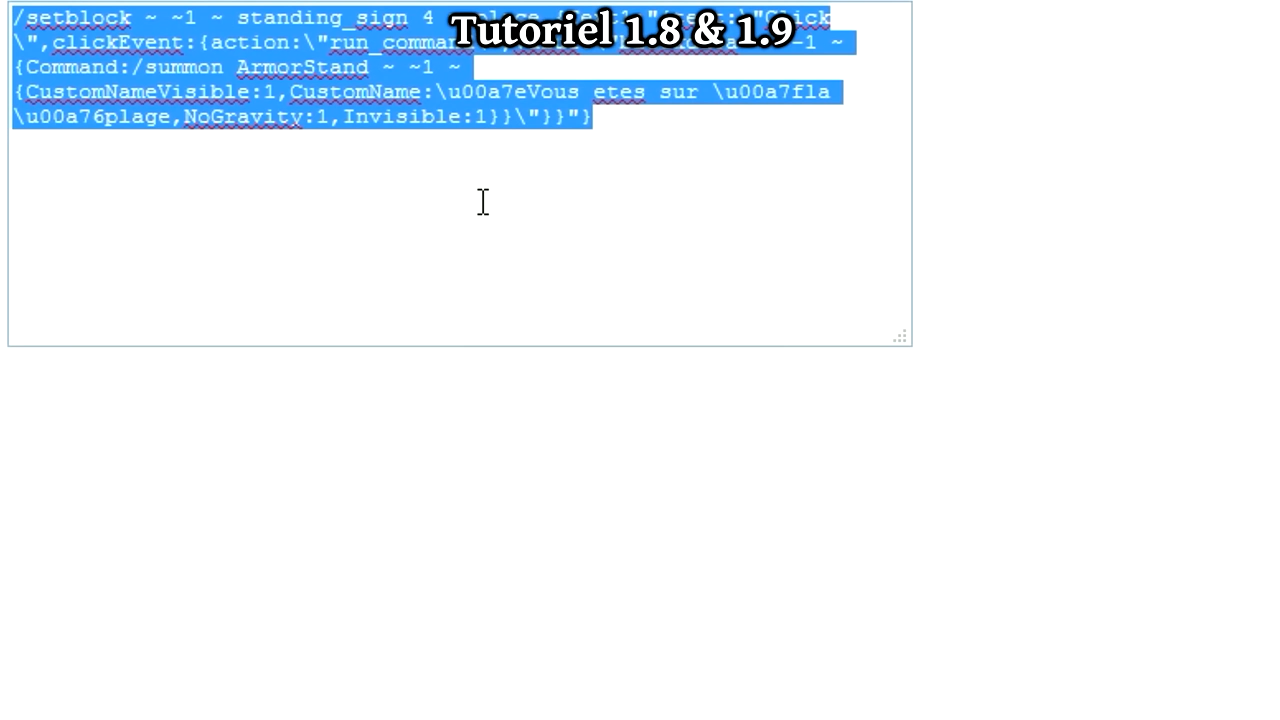 /setblock ~ ~1 ~ standing_sign 4
Tutoriel 1.8 & 1.9
\",clickEvent:{action:\"run_comman ~
{Command:/summon ArmorStand ~ ~1 ~
{CustomNameVisible:1,CustomName:\u00a7eVous etes sur \u00a7fla
\u00a76plage,NoGravity:1,Invisible:1}}\"}}"}